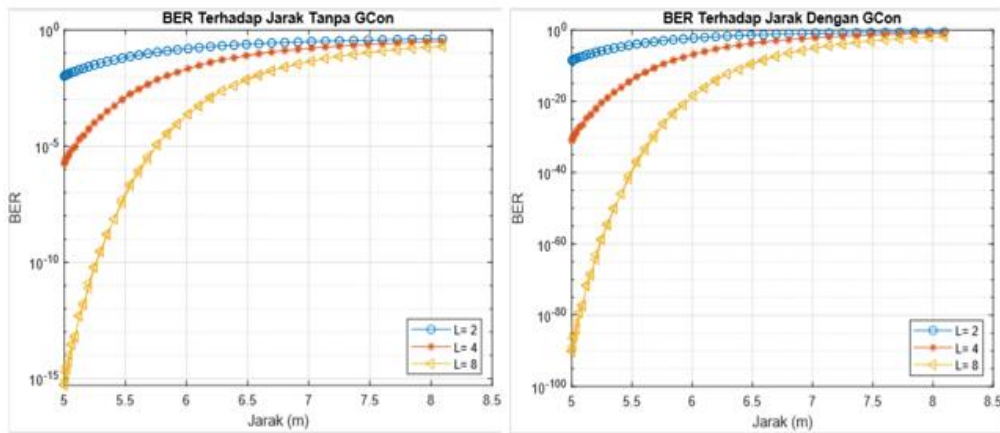 BER Terhadap Jarak Tanpa GCon
10^0
10^-5
10^-10
10^-15
BER
5 5.5 6 6.5 7 7.5 8 8.5
Jarak (m)
L= 2
L= 4
L= 8
BER Terhadap Jarak Dengan GCon
10^0
10^-20
10^-40
10^-60
10^-80
10^-100
BER
5 5.5 6 6.5 7 7.5 8 8.5
Jarak (m)
L= 2
L= 4
L= 8